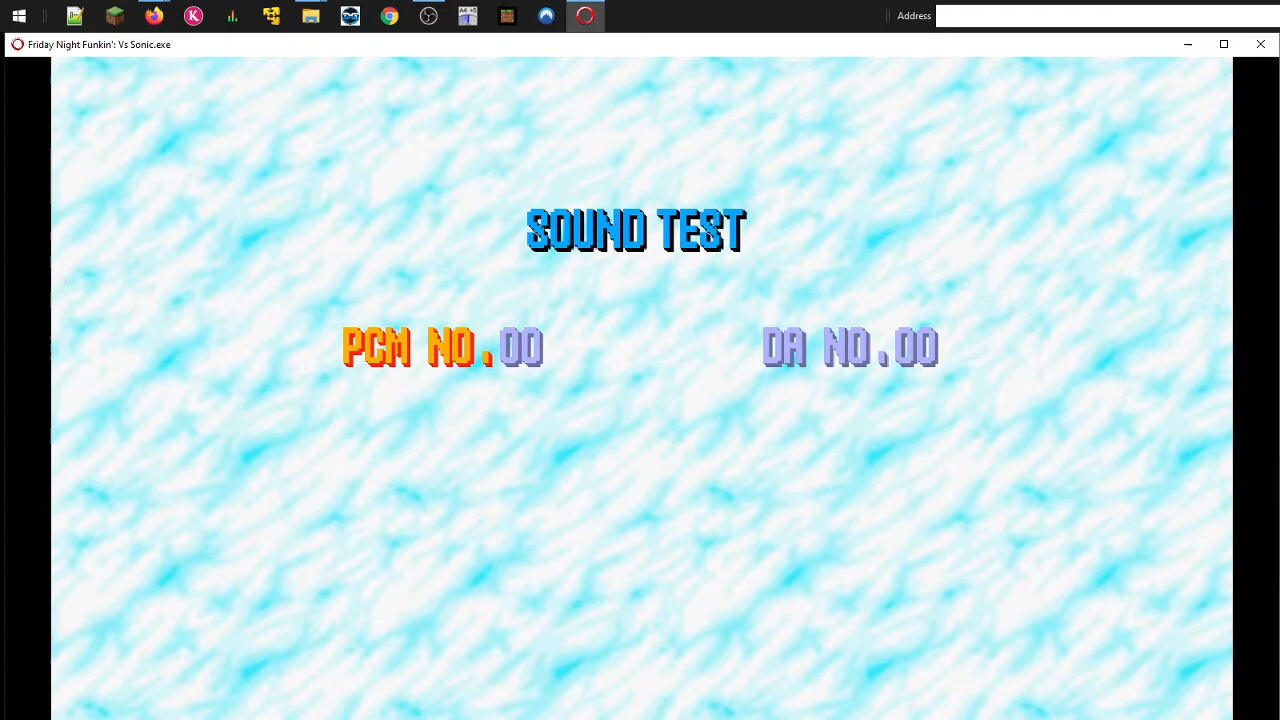 Address
Friday Night Funkin': Vs Sonic.exe
SOUND TEST
PCM NO.00 DA NO.00